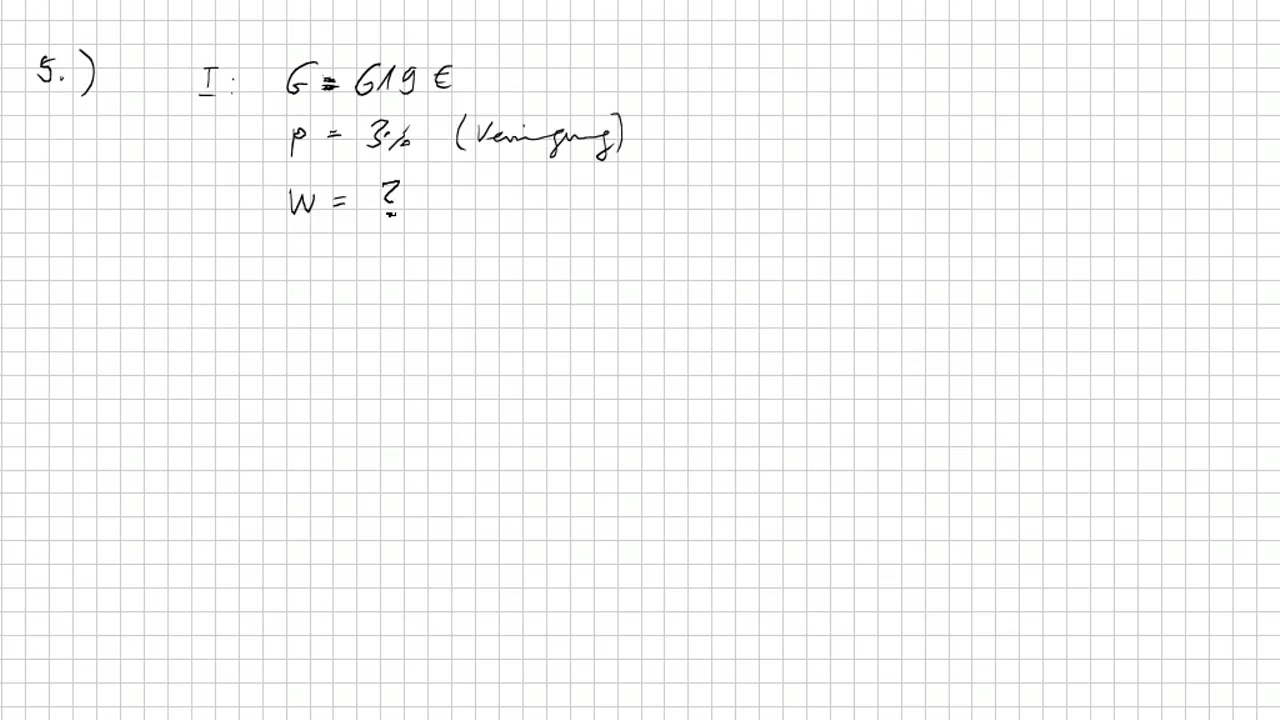 5.) I: G = 619 €
p = 3% (Verringerung)
W = ?